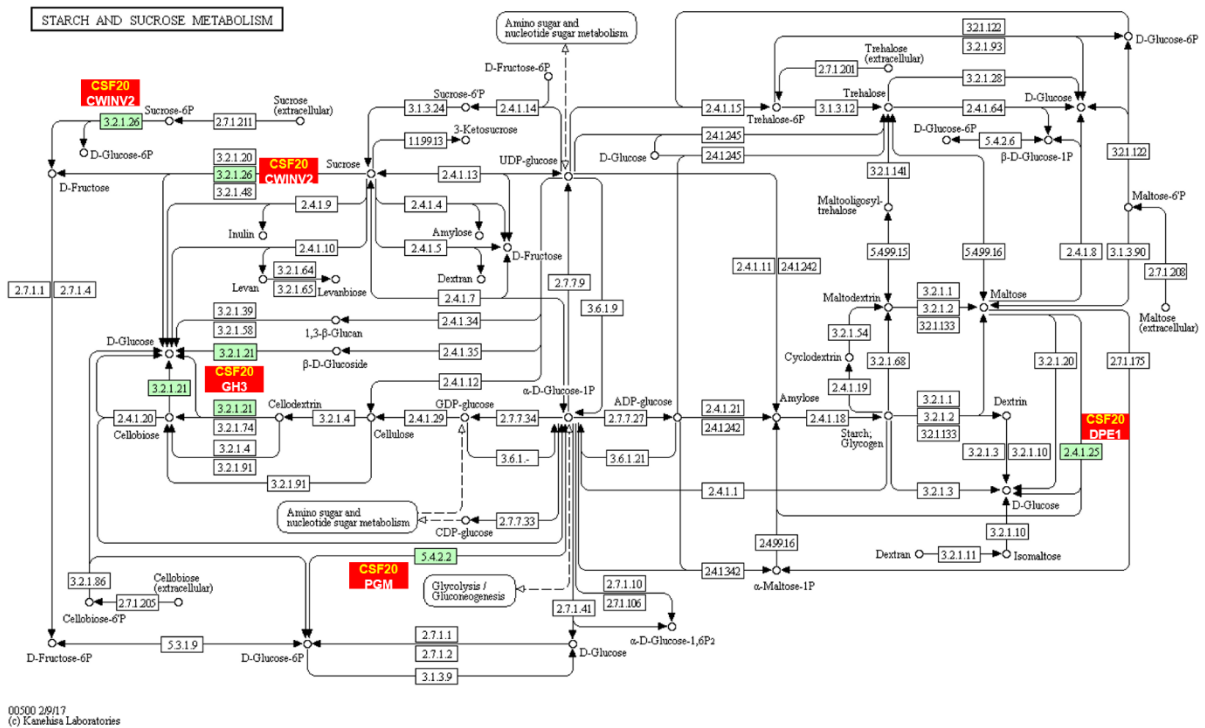 STARCH AND SUCROSE METABOLISM
Amino sugar and
nucleotide sugar metabolism
3.2.1.122
3.2.1.93
D-Glucose-6P
Trehalose
(extracellular)
2.7.1.201
D-Fructose-6P
CSF20
CWINV2
Sucrose-6P
Sucrose
(extracellular)
3.2.1.26
2.7.1.211
D-Glucose-6P
Sucrose-6'P
3.1.3.24
2.4.1.14
3-Ketosucrose
1.1.99.13
UDP-glucose
2.4.1.15
Trehalose-6P
3.1.3.12
Trehalose
3.2.1.28
2.4.1.64
D-Glucose
D-Glucose-6P
5.4.2.6
β-D-Glucose-1P
2.4.1.245
D-Glucose
2.4.1.245
3.2.1.122
D-Fructose
3.2.1.20
3.2.1.26
3.2.1.48
CSF20
CWINV2
Sucrose
2.4.1.13
3.2.1.141
Maltooligosyl-
trehalose
Maltose-6'P
2.4.1.9
Inulin
2.4.1.4
Amylose
2.4.1.10
2.4.1.5
D-Fructose
Levan
3.2.1.64
3.2.1.65
Levanbiose
Dextran
2.4.1.7
2.7.7.9
2.4.1.11
2.4.1.242
5.4.99.15
5.4.99.16
2.4.1.8
3.1.3.90
2.7.1.208
Maltose
(extracellular)
2.7.1.1
2.7.1.4
3.6.1.9
3.2.1.39
3.2.1.58
1,3-β-Glucan
2.4.1.34
Maltodextrin
3.2.1.1
3.2.1.2
3.2.1.133
Maltose
3.2.1.54
Cyclodextrin
D-Glucose
3.2.1.21
β-D-Glucoside
2.4.1.35
3.2.1.68
3.2.1.20
2.7.1.175
3.2.1.21
CSF20
GH3
2.4.1.12
α-D-Glucose-1P
2.4.1.19
2.4.1.20
Cellobiose
3.2.1.21
3.2.1.74
3.2.1.4
3.2.1.91
Cellodextrin
3.2.1.4
Cellulose
2.4.1.29
GDP-glucose
2.7.7.34
2.7.7.27
ADP-glucose
2.4.1.21
2.4.1.242
Amylose
2.4.1.18
Starch;
Glycogen
3.2.1.1
3.2.1.2
3.2.1.133
Dextrin
CSF20
DPE1
2.4.1.25
3.6.1.-
3.6.1.21
3.2.1.3
3.2.1.10
3.2.1.91
2.4.1.1
3.2.1.3
D-Glucose
Amino sugar and
nucleotide sugar metabolism
CDP-glucose
2.7.7.33
3.2.1.10
2.4.99.16
Dextran
3.2.1.11
Isomaltose
5.4.2.2
CSF20
PGM
Glycolysis /
Gluconeogenesis
2.4.1.342
α-Maltose-1P
3.2.1.86
Cellobiose
(extracellular)
2.7.1.205
Cellobiose-6'P
2.7.1.41
2.7.1.10
2.7.1.106
α-D-Glucose-1,6P2
D-Fructose-6P
5.3.1.9
D-Glucose-6P
2.7.1.1
2.7.1.2
3.1.3.9
D-Glucose
00500 2/9/17
(c) Kanehisa Laboratories